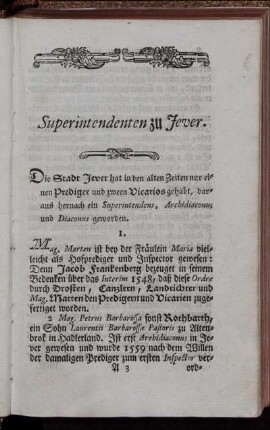 Superintendenten zu Jever.
Die Stadt Jever hat in den alten Zeiten nur ei-
nen Prediger und zween Vicarios gehabt, dar-
aus hernach ein Superintendens, Archidiaconus
und Diaconus geworden.
I.
Mag. Marten ist bey der Fräulein Maria viel-
leicht als Hofprediger und Inspector gewesen:
Denn Jacob Frankenberg bezeuget in seinem
Bedenken über das Interim 1548, daß diese Ordre
durch Drosten, Canzlern, Landrichter und
Mag. Marten den Predigern und Vicarien zuge-
fertiget worden.
2 Mag. Petrus Barbarossa sonst Rothbarth,
ein Sohn Laurentii Barbarossæ Pastoris zu Alten-
brok in Hadlerland. Ist erst Archidiaconus in Je-
ver gewesen und wurde 1559 nach dem Willen
der damaligen Prediger zum ersten Inspector ver-
A 3
ord-